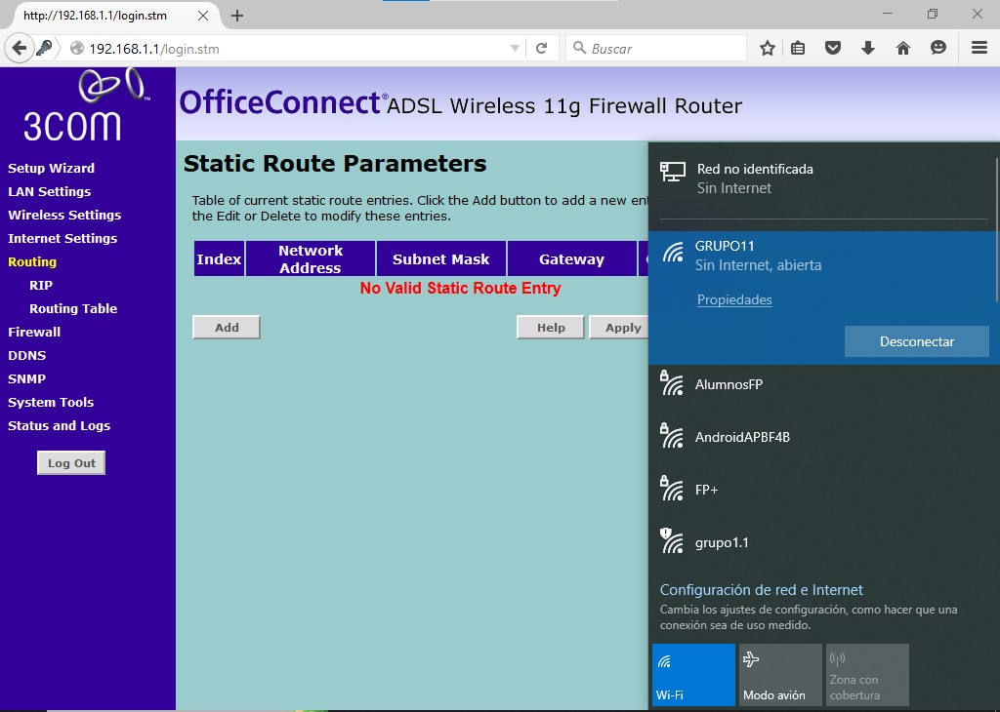 http://192.168.1.1/login.stm
192.168.1.1/login.stm
Buscar
3COM
TM
OfficeConnect® ADSL Wireless 11g Firewall Router
Setup Wizard
LAN Settings
Wireless Settings
Internet Settings
Routing
RIP
Routing Table
Firewall
DDNS
SNMP
System Tools
Status and Logs
Log Out
Static Route Parameters
Table of current static route entries. Click the Add button to add a new
the Edit or Delete to modify these entries.
Index Network Address Subnet Mask Gateway
No Valid Static Route Entry
Add Help Apply
Red no identificada
Sin Internet
GRUPO11
Sin Internet, abierta
Propiedades
Desconectar
AlumnosFP
AndroidAPBF4B
FP+
grupo1.1
Configuración de red e Internet
Cambia los ajustes de configuración, como hacer que una
conexión sea de uso medido.
Wi-Fi
Modo avión
Zona con
cobertura